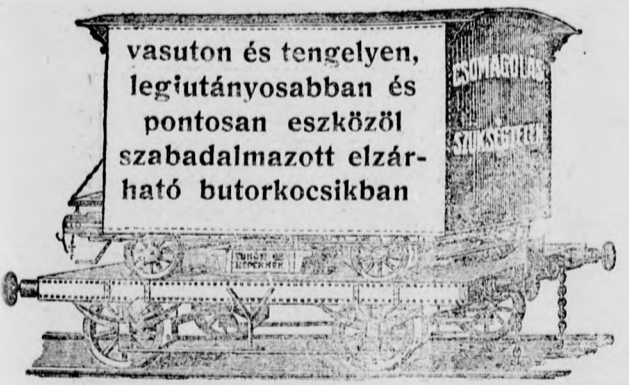 vasuton és tengelyen,
legiutányosabban és
pontosan eszközöl
szabadalmazott elzár-
ható butorkocsikban
CSOMAGOLÁS
SZÜKSÉGTELEN